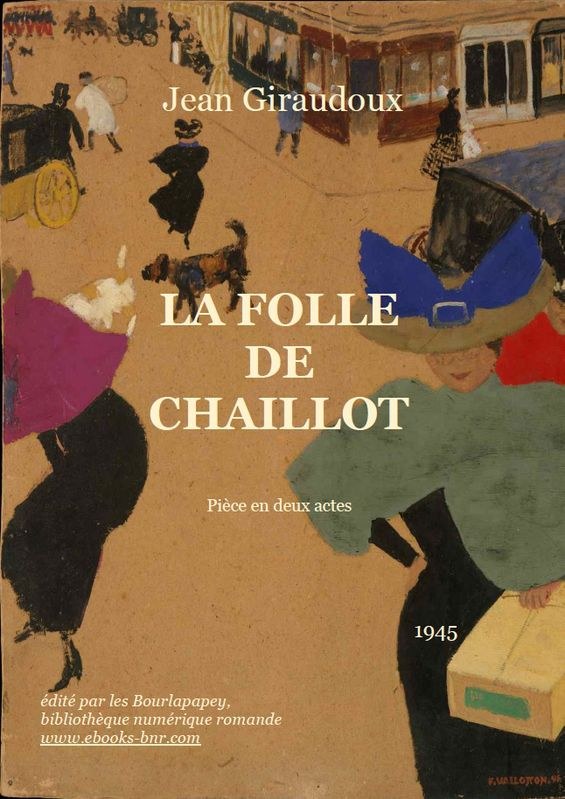 Jean Giraudoux
LA FOLLE
DE
CHAILLOT
Pièce en deux actes
1945
édité par les Bourlapapey,
bibliothèque numérique romande
www.ebooks-bnr.com